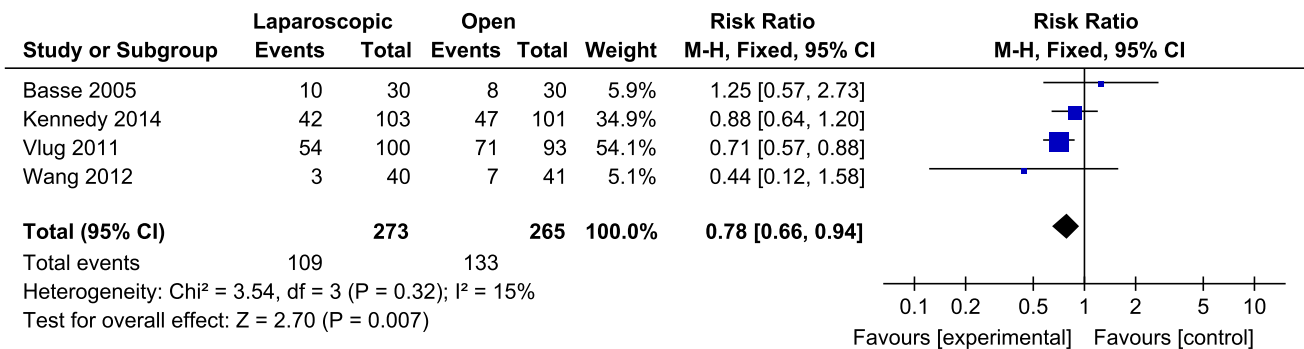 Laparoscopic Open Risk Ratio Risk Ratio
Study or Subgroup Events Total Events Total Weight M-H, Fixed, 95% CI M-H, Fixed, 95% CI
Basse 2005 10 30 8 30 5.9% 1.25 [0.57, 2.73]
Kennedy 2014 42 103 47 101 34.9% 0.88 [0.64, 1.20]
Vlug 2011 54 100 71 93 54.1% 0.71 [0.57, 0.88]
Wang 2012 3 40 7 41 5.1% 0.44 [0.12, 1.58]
Total (95% CI) 273 265 100.0% 0.78 [0.66, 0.94]
Total events 109 133
Heterogeneity: Chi² = 3.54, df = 3 (P = 0.32); I² = 15%
Test for overall effect: Z = 2.70 (P = 0.007)
0.1 0.2 0.5 1 2 5 10
Favours [experimental] Favours [control]